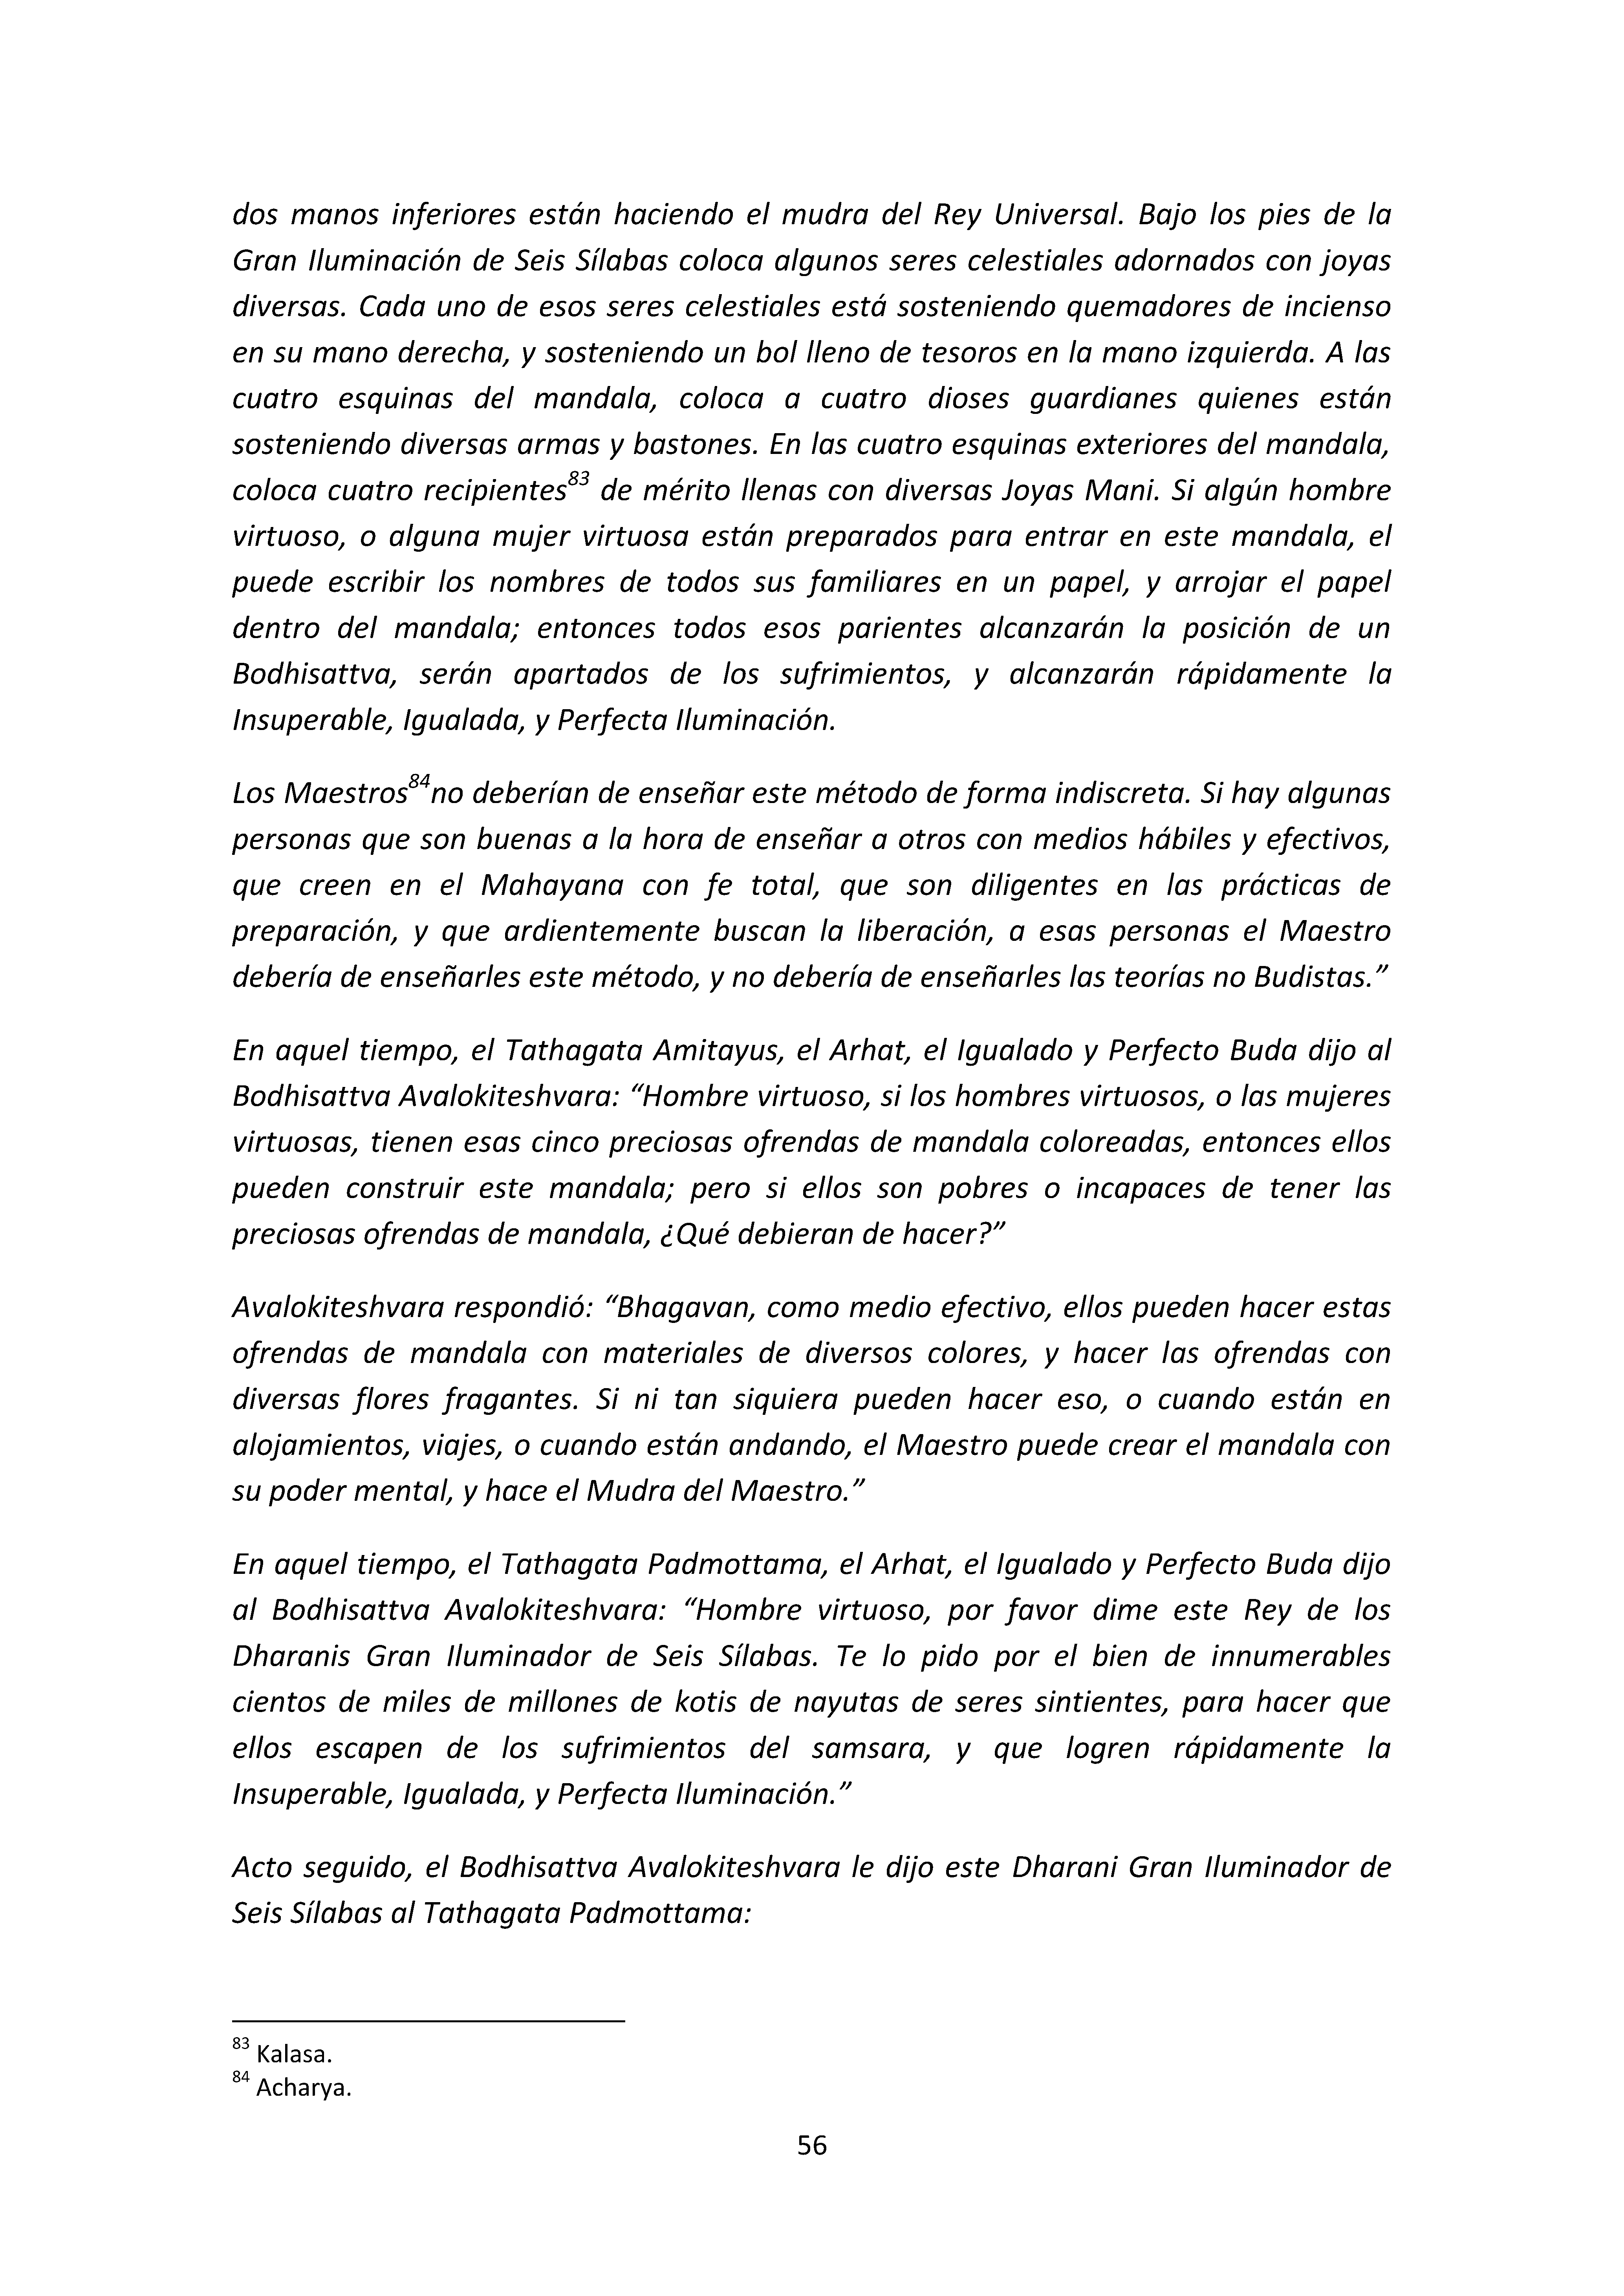 dos manos inferiores están haciendo el mudra del Rey Universal. Bajo los pies de la
Gran Iluminación de Seis Sílabas coloca algunos seres celestiales adornados con joyas
diversas. Cada uno de esos seres celestiales está sosteniendo quemadores de incienso
en su mano derecha, y sosteniendo un bol lleno de tesoros en la mano izquierda. A las
cuatro esquinas del mandala, coloca a cuatro dioses guardianes quienes están
sosteniendo diversas armas y bastones. En las cuatro esquinas exteriores del mandala,
coloca cuatro recipientes83 de mérito llenas con diversas Joyas Mani. Si algún hombre
virtuoso, o alguna mujer virtuosa están preparados para entrar en este mandala, el
puede escribir los nombres de todos sus familiares en un papel, y arrojar el papel
dentro del mandala; entonces todos esos parientes alcanzarán la posición de un
Bodhisattva, serán apartados de los sufrimientos, y alcanzarán rápidamente la
Insuperable, Igualada, y Perfecta Iluminación.
Los Maestros84no deberían de enseñar este método de forma indiscreta. Si hay algunas
personas que son buenas a la hora de enseñar a otros con medios hábiles y efectivos,
que creen en el Mahayana con fe total, que son diligentes en las prácticas de
preparación, y que ardientemente buscan la liberación, a esas personas el Maestro
debería de enseñarles este método, y no debería de enseñarles las teorías no Budistas.”
En aquel tiempo, el Tathagata Amitayus, el Arhat, el Igualado y Perfecto Buda dijo al
Bodhisattva Avalokiteshvara: “Hombre virtuoso, si los hombres virtuosos, o las mujeres
virtuosas, tienen esas cinco preciosas ofrendas de mandala coloreadas, entonces ellos
pueden construir este mandala; pero si ellos son pobres o incapaces de tener las
preciosas ofrendas de mandala, ¿Qué debieran de hacer?”
Avalokiteshvara respondió: “Bhagavan, como medio efectivo, ellos pueden hacer estas
ofrendas de mandala con materiales de diversos colores, y hacer las ofrendas con
diversas flores fragantes. Si ni tan siquiera pueden hacer eso, o cuando están en
alojamientos, viajes, o cuando están andando, el Maestro puede crear el mandala con
su poder mental, y hace el Mudra del Maestro.”
En aquel tiempo, el Tathagata Padmottama, el Arhat, el Igualado y Perfecto Buda dijo
al Bodhisattva Avalokiteshvara: “Hombre virtuoso, por favor dime este Rey de los
Dharanis Gran Iluminador de Seis Sílabas. Te lo pido por el bien de innumerables
cientos de miles de millones de kotis de nayutas de seres sintientes, para hacer que
ellos escapen de los sufrimientos del samsara, y que logren rápidamente la
Insuperable, Igualada, y Perfecta Iluminación.”
Acto seguido, el Bodhisattva Avalokiteshvara le dijo este Dharani Gran Iluminador de
Seis Sílabas al Tathagata Padmottama:
83 Kalasa.
84 Acharya.
56